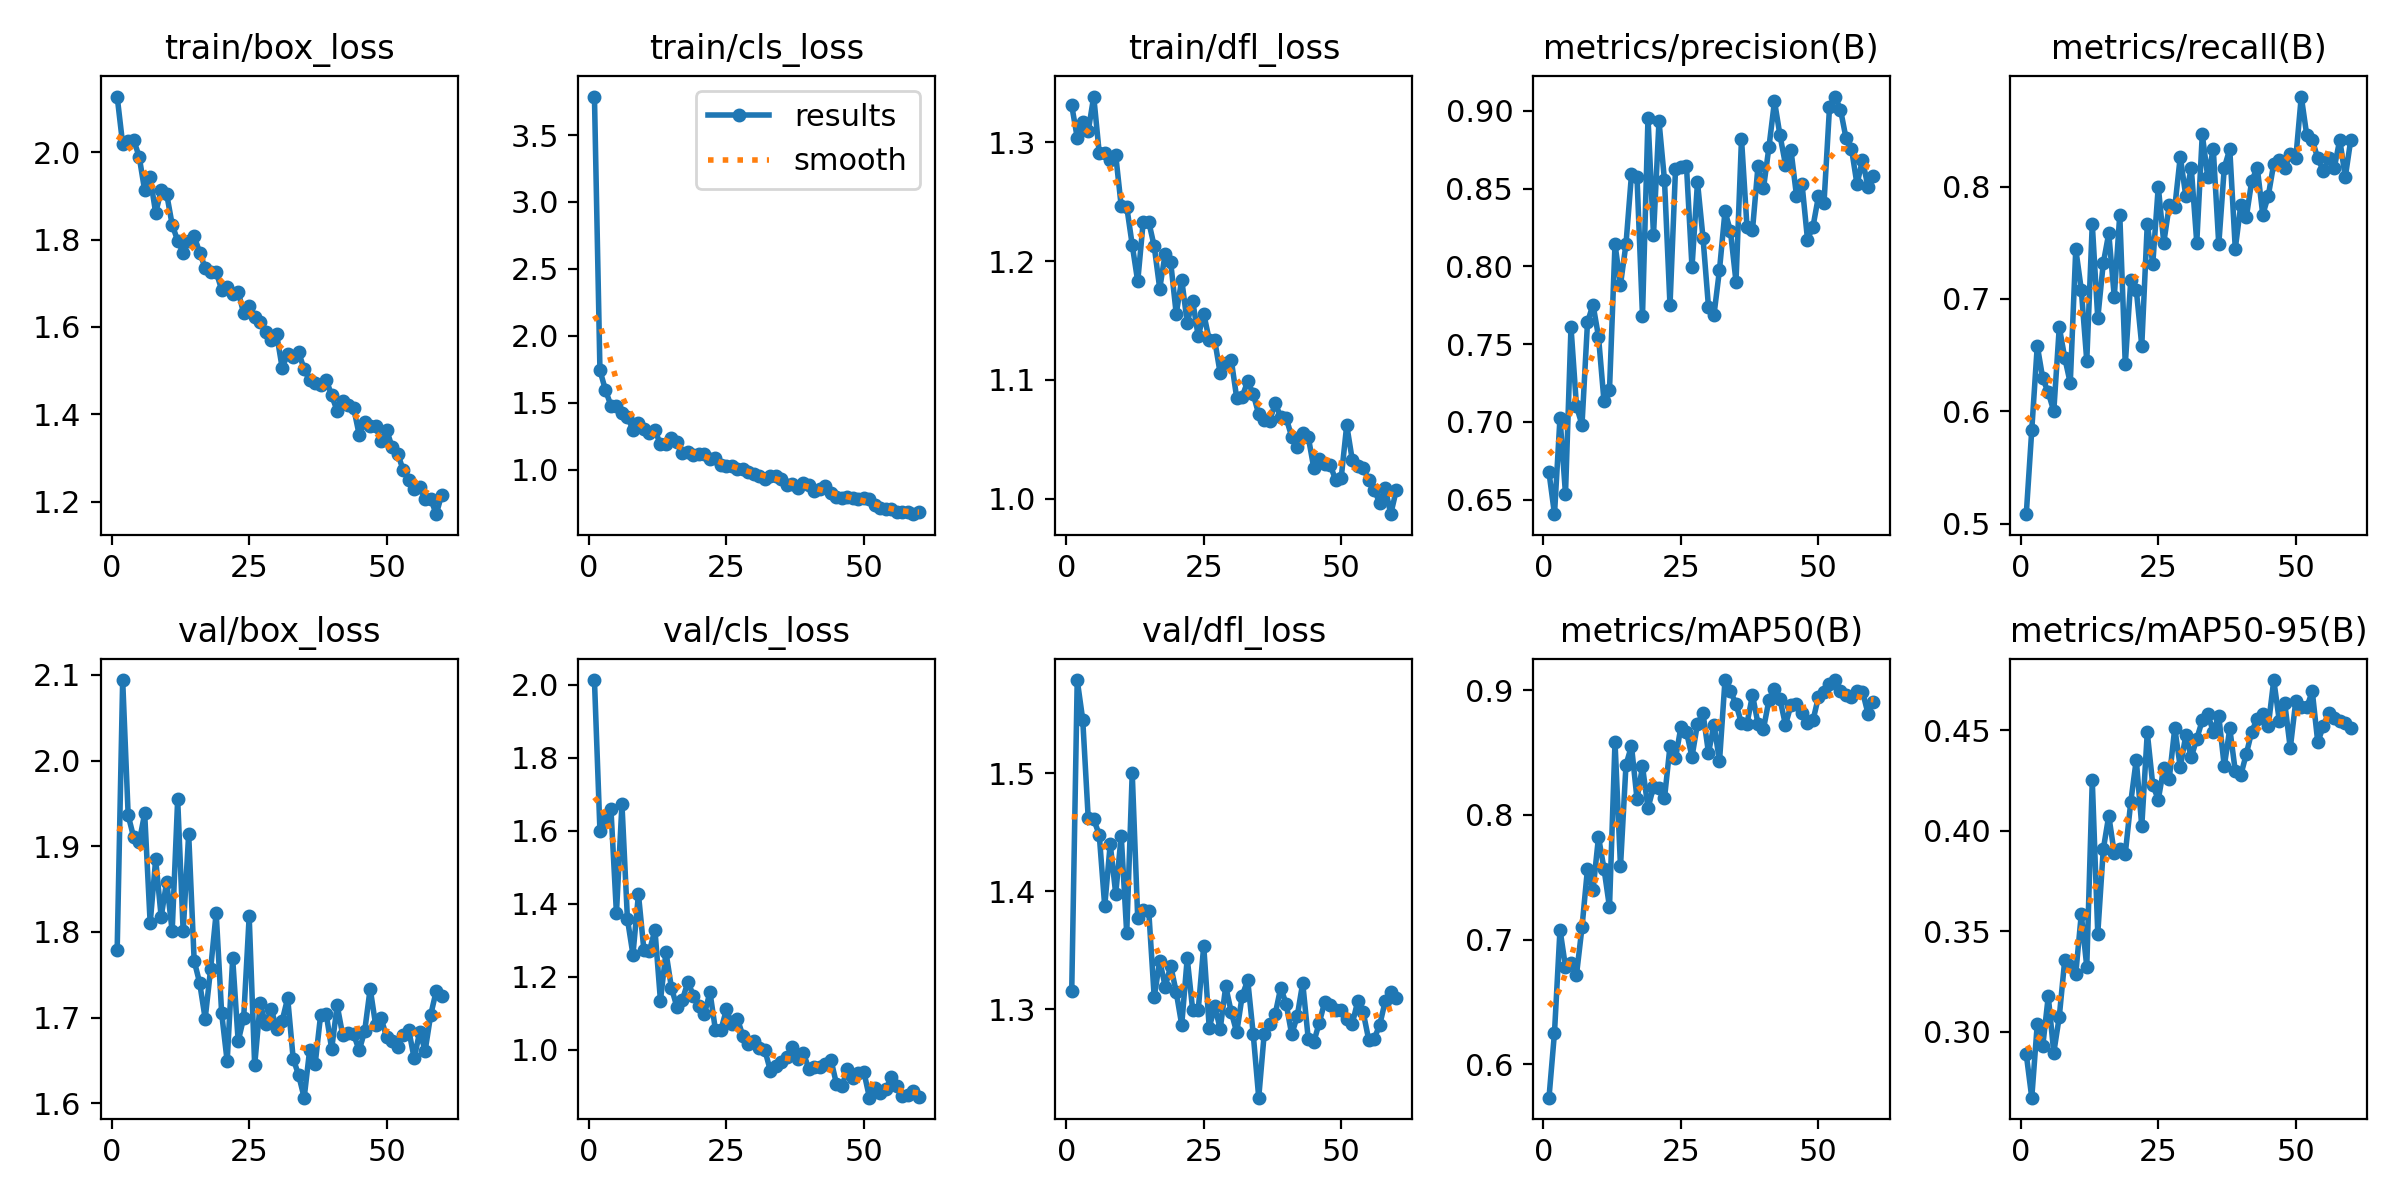 train/box_loss
2.0
1.8
1.6
1.4
1.2
0 25 50
train/cls_loss
results
smooth
3.5
3.0
2.5
2.0
1.5
1.0
0 25 50
train/dfl_loss
1.3
1.2
1.1
1.0
0 25 50
metrics/precision(B)
0.90
0.85
0.80
0.75
0.70
0.65
0 25 50
metrics/recall(B)
0.8
0.7
0.6
0.5
0 25 50
val/box_loss
2.1
2.0
1.9
1.8
1.7
1.6
0 25 50
val/cls_loss
2.0
1.8
1.6
1.4
1.2
1.0
0 25 50
val/dfl_loss
1.5
1.4
1.3
0 25 50
metrics/mAP50(B)
0.9
0.8
0.7
0.6
0 25 50
metrics/mAP50-95(B)
0.45
0.40
0.35
0.30
0 25 50